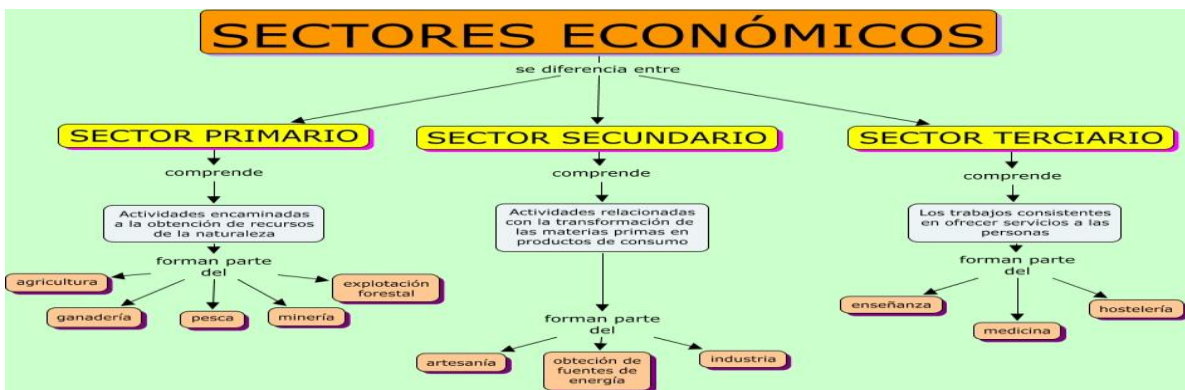 SECTORES ECONÓMICOS
se diferencia entre
SECTOR PRIMARIO
comprende
Actividades encaminadas
a la obtención de recursos
de la naturaleza
forman parte
del
agricultura
ganadería
pesca
minería
explotación
forestal
SECTOR SECUNDARIO
comprende
Actividades relacionadas
con la transformación de
las materias primas en
productos de consumo
forman parte
del
artesanía
obteción de
fuentes de
energía
industria
SECTOR TERCIARIO
comprende
Los trabajos consistentes
en ofrecer servicios a las
personas
forman parte
del
enseñanza
medicina
hostelería